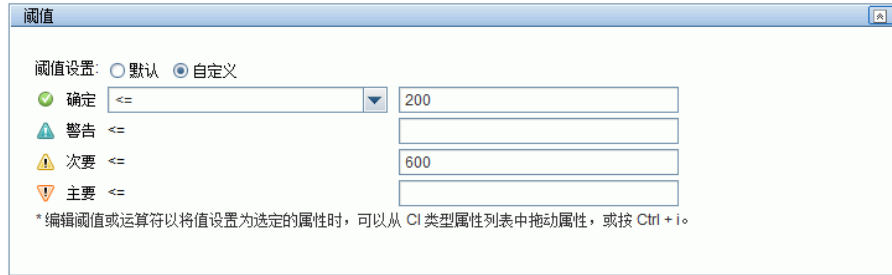 阈值
阈值设置: 默认 自定义
确定 <= 200
警告 <=
次要 <= 600
主要 <=
* 编辑阈值或运算符以将值设置为选定的属性时，可以从 CI 类型属性列表中拖动属性，或按 Ctrl + i。